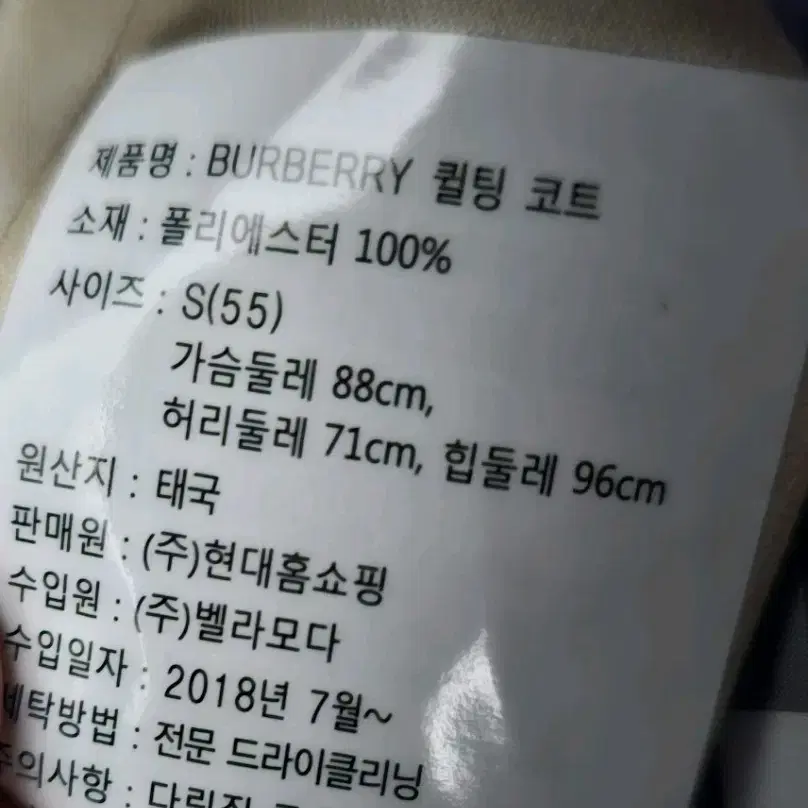 제품명 : BURBERRY 퀼팅 코트
소재 : 폴리에스터 100%
사이즈 : S(55)
가슴둘레 88cm,
허리둘레 71cm, 힙둘레 96cm
원산지 : 태국
판매원 : (주)현대홈쇼핑
수입원 : (주)벨라모다
수입일자 : 2018년 7월~
세탁방법 : 전문 드라이클리닝
주의사항 :